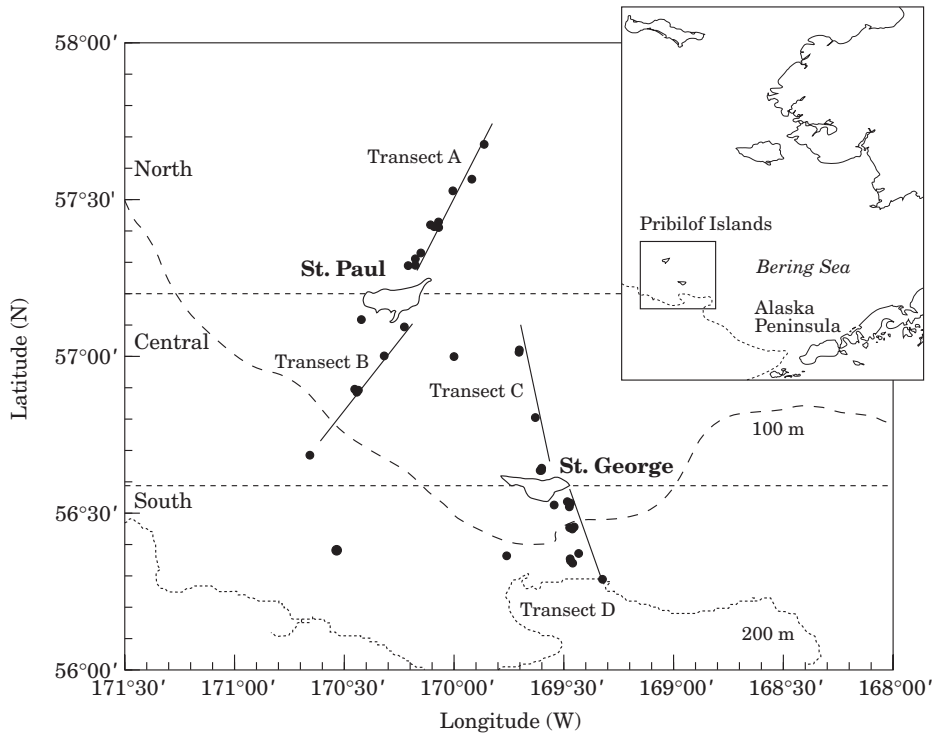 58°00′
Transect A
North
57°30′
St. Paul
Pribilof Islands
Bering Sea
Alaska
Peninsula
Central
57°00′
Transect B
Transect C
100 m
St. George
South
56°30′
Transect D
200 m
56°00′
171°30′ 171°00′ 170°30′ 170°00′ 169°30′ 169°00′ 168°30′ 168°00′
Latitude (N)
Longitude (W)